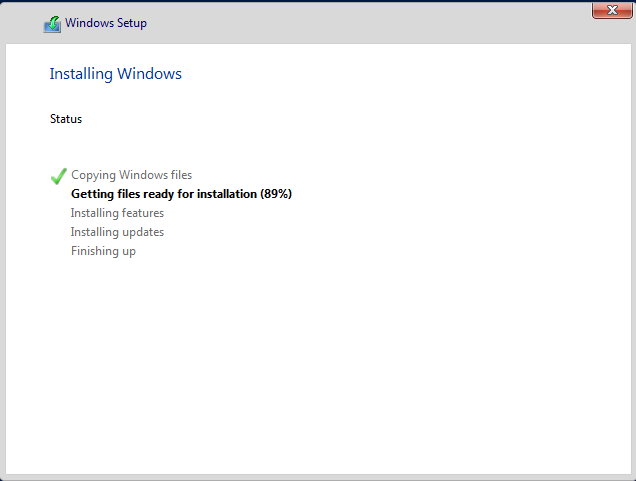 Windows Setup
Installing Windows
Status
Copying Windows files
Getting files ready for installation (89%)
Installing features
Installing updates
Finishing up